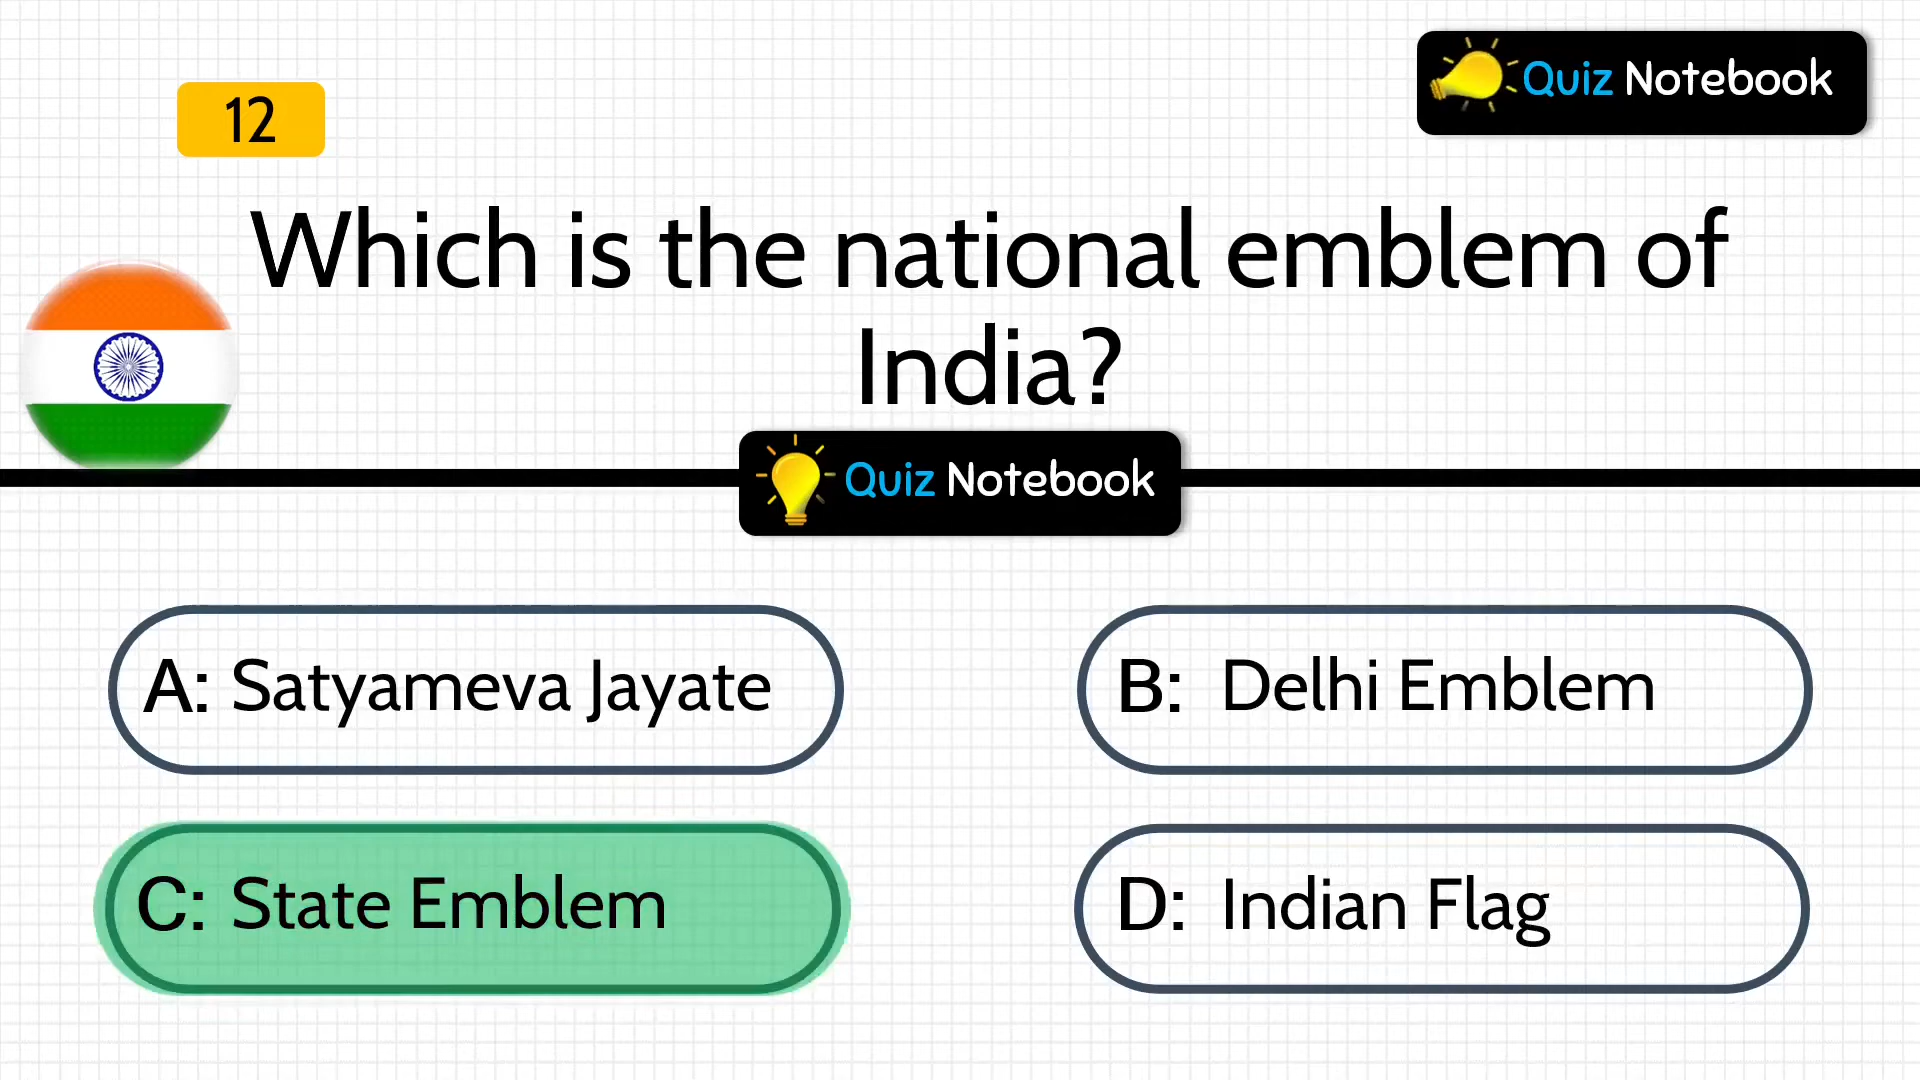 Quiz Notebook
12
Which is the national emblem of
India?
Quiz Notebook
A: Satyameva Jayate
B: Delhi Emblem
C: State Emblem
D: Indian Flag